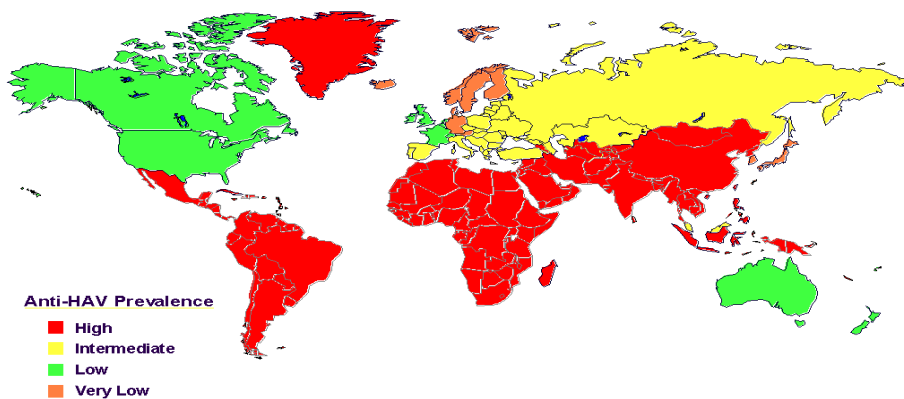 Anti-HAV Prevalence
High
Intermediate
Low
Very Low